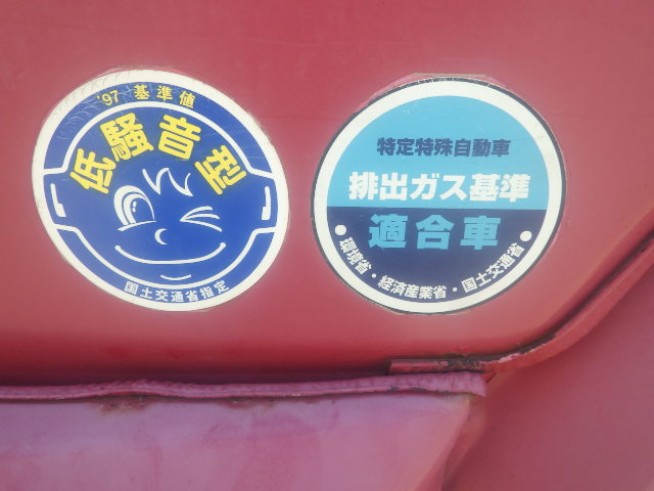 '97 基準値
低騒音型
国土交通省指定
特定特殊自動車
排出ガス基準
適合車
・環境省・経済産業省・国土交通省・